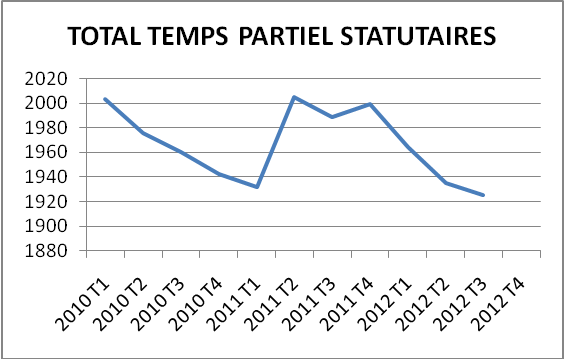 TOTAL TEMPS PARTIEL STATUTAIRES
2020
2000
1980
1960
1940
1920
1900
1880
2010 T1
2010 T2
2010 T3
2010 T4
2011 T1
2011 T2
2011 T3
2011 T4
2012 T1
2012 T2
2012 T3
2012 T4